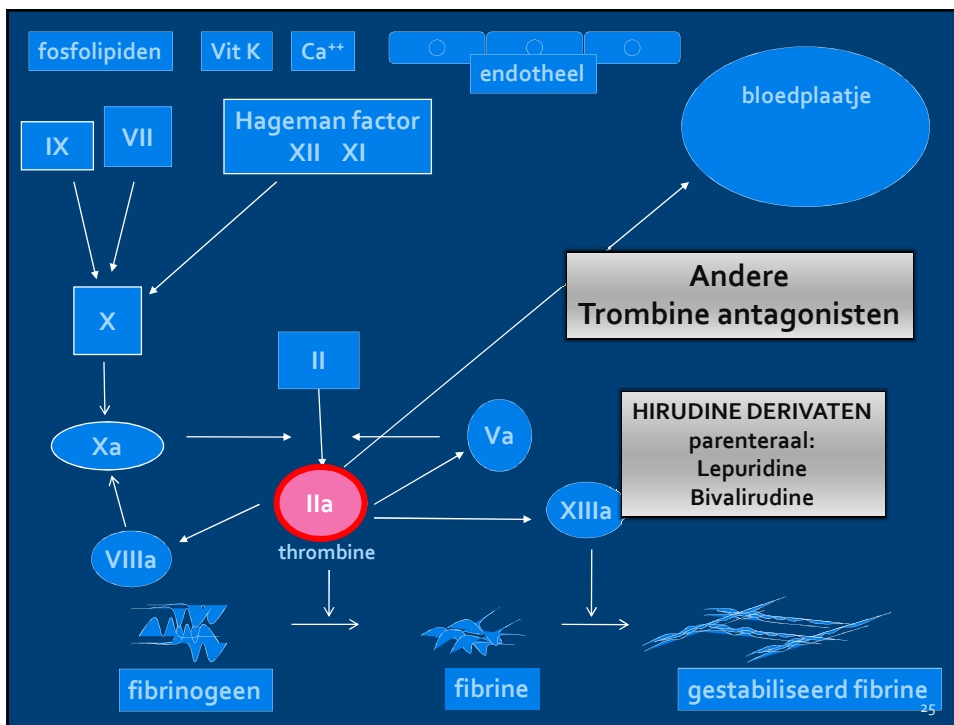 fosfolipiden
Vit K
Ca⁺⁺
endotheel
bloedplaatje
IX
VII
Hageman factor
XII XI
Andere
Trombine antagonisten
X
II
HIRUDINE DERIVATEN
parenteraal:
Lepuridine
Bivalirudine
Xa
Va
IIa
XIIIa
thrombine
VIIIa
fibrinogeen
fibrine
gestabiliseerd fibrine
25